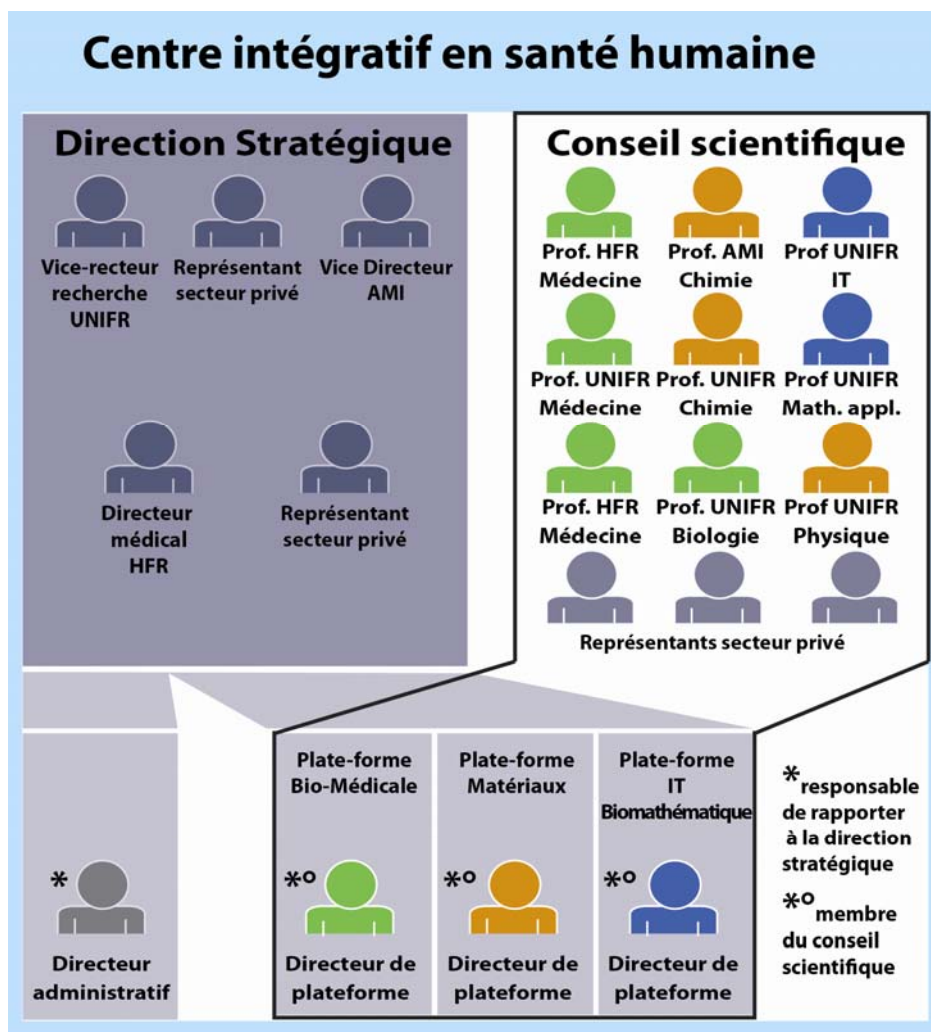 Centre intégratif en santé humaine
Direction Stratégique
Vice-recteur
recherche
UNIFR
Représentant
secteur privé
Vice Directeur
AMI
Directeur
médical
HFR
Représentant
secteur privé
Conseil scientifique
Prof. HFR
Médecine
Prof. AMI
Chimie
Prof UNIFR
IT
Prof. UNIFR
Médecine
Prof. UNIFR
Chimie
Prof UNIFR
Math. appl.
Prof. HFR
Médecine
Prof. UNIFR
Biologie
Prof UNIFR
Physique
Représentants secteur privé
*
Directeur
administratif
Plate-forme
Bio-Médicale
*°
Directeur de
plateforme
Plate-forme
Matériaux
*°
Directeur de
plateforme
Plate-forme
IT
Biomathématique
*°
Directeur de
plateforme
*responsable
de rapporter
à la direction
stratégique
*° membre
du conseil
scientifique